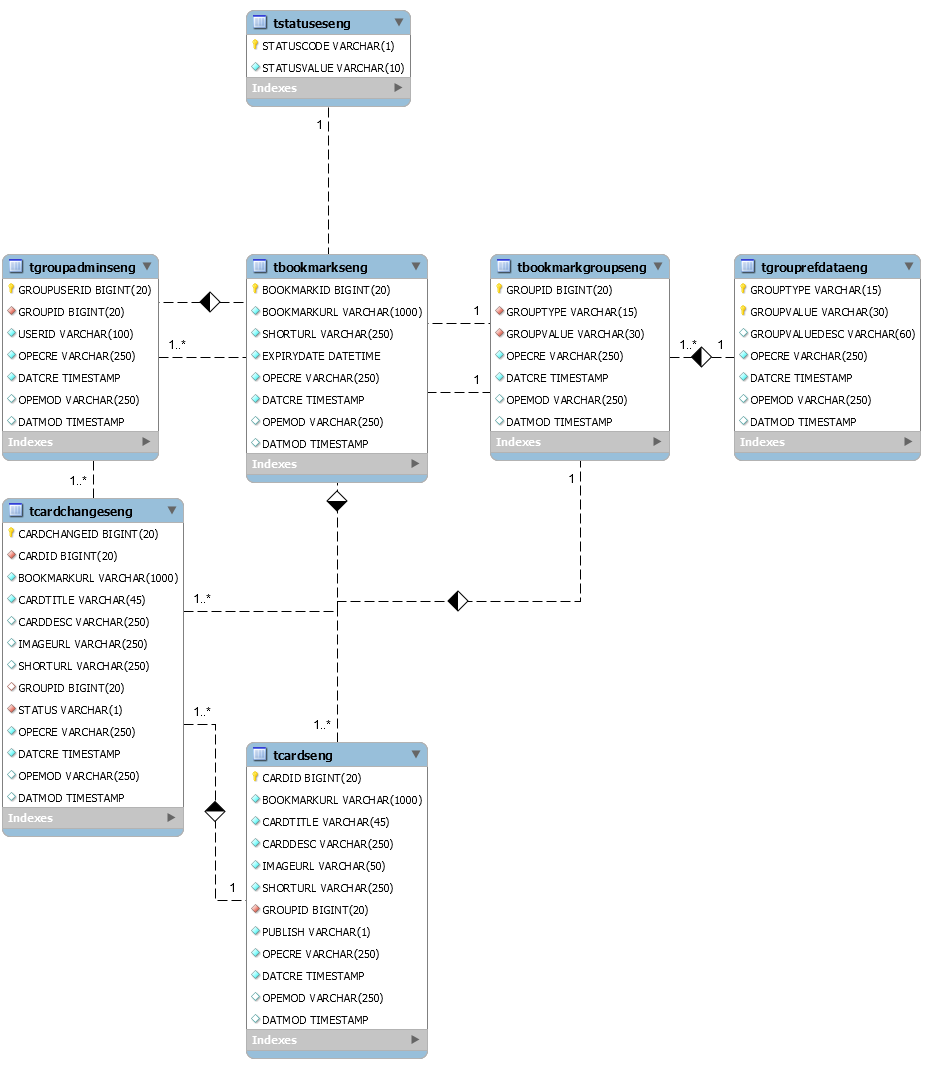 tstatuseseng
STATUSCODE VARCHAR(1)
STATUSVALUE VARCHAR(10)
Indexes
1
tgroupadminseng
GROUPUSERID BIGINT(20)
GROUPID BIGINT(20)
USERID VARCHAR(100)
OPECRE VARCHAR(250)
DATCRE TIMESTAMP
OPEMOD VARCHAR(250)
DATMOD TIMESTAMP
Indexes
1..*
1..*
tbookmarkseng
BOOKMARKID BIGINT(20)
BOOKMARKURL VARCHAR(1000)
SHORTURL VARCHAR(250)
EXPIRYDATE DATETIME
OPECRE VARCHAR(250)
DATCRE TIMESTAMP
OPEMOD VARCHAR(250)
DATMOD TIMESTAMP
Indexes
1
1
tbookmarkgroupseng
GROUPID BIGINT(20)
GROUPTYPE VARCHAR(15)
GROUPVALUE VARCHAR(30)
OPECRE VARCHAR(250)
DATCRE TIMESTAMP
OPEMOD VARCHAR(250)
DATMOD TIMESTAMP
Indexes
1..*
1
1
tgrouprefdataeng
GROUPTYPE VARCHAR(15)
GROUPVALUE VARCHAR(30)
GROUPVALUEDESC VARCHAR(60)
OPECRE VARCHAR(250)
DATCRE TIMESTAMP
OPEMOD VARCHAR(250)
DATMOD TIMESTAMP
Indexes
tcardchangeseng
CARDCHANGEID BIGINT(20)
CARDID BIGINT(20)
BOOKMARKURL VARCHAR(1000)
CARDTITLE VARCHAR(45)
CARDDESC VARCHAR(250)
IMAGEURL VARCHAR(250)
SHORTURL VARCHAR(250)
GROUPID BIGINT(20)
STATUS VARCHAR(1)
OPECRE VARCHAR(250)
DATCRE TIMESTAMP
OPEMOD VARCHAR(250)
DATMOD TIMESTAMP
Indexes
1..*
1..*
1..*
1
tcardseng
CARDID BIGINT(20)
BOOKMARKURL VARCHAR(1000)
CARDTITLE VARCHAR(45)
CARDDESC VARCHAR(250)
IMAGEURL VARCHAR(50)
SHORTURL VARCHAR(250)
GROUPID BIGINT(20)
PUBLISH VARCHAR(1)
OPECRE VARCHAR(250)
DATCRE TIMESTAMP
OPEMOD VARCHAR(250)
DATMOD TIMESTAMP
Indexes